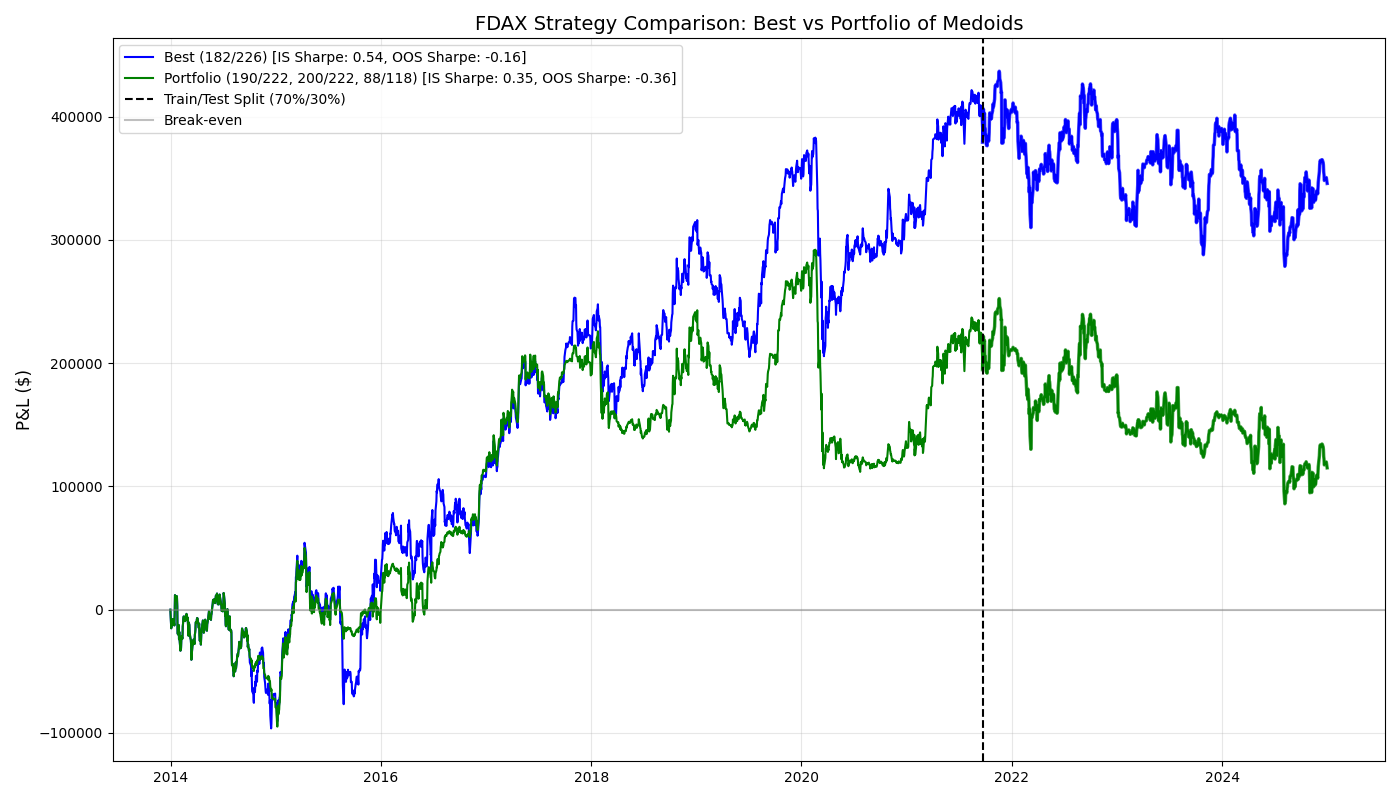 FDAX Strategy Comparison: Best vs Portfolio of Medoids
Best (182/226) [IS Sharpe: 0.54, OOS Sharpe: -0.16]
Portfolio (190/222, 200/222, 88/118) [IS Sharpe: 0.35, OOS Sharpe: -0.36]
Train/Test Split (70%/30%)
Break-even
P&L ($)
400000
300000
200000
100000
0
−100000
2014
2016
2018
2020
2022
2024